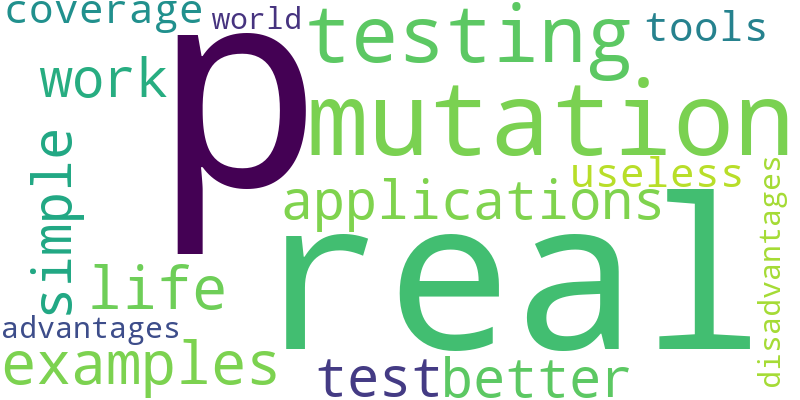 coverage
world
testing
tools
p
work
mutation
simple
useless
applications
disadvantages
real
life
advantages
examples
test
better